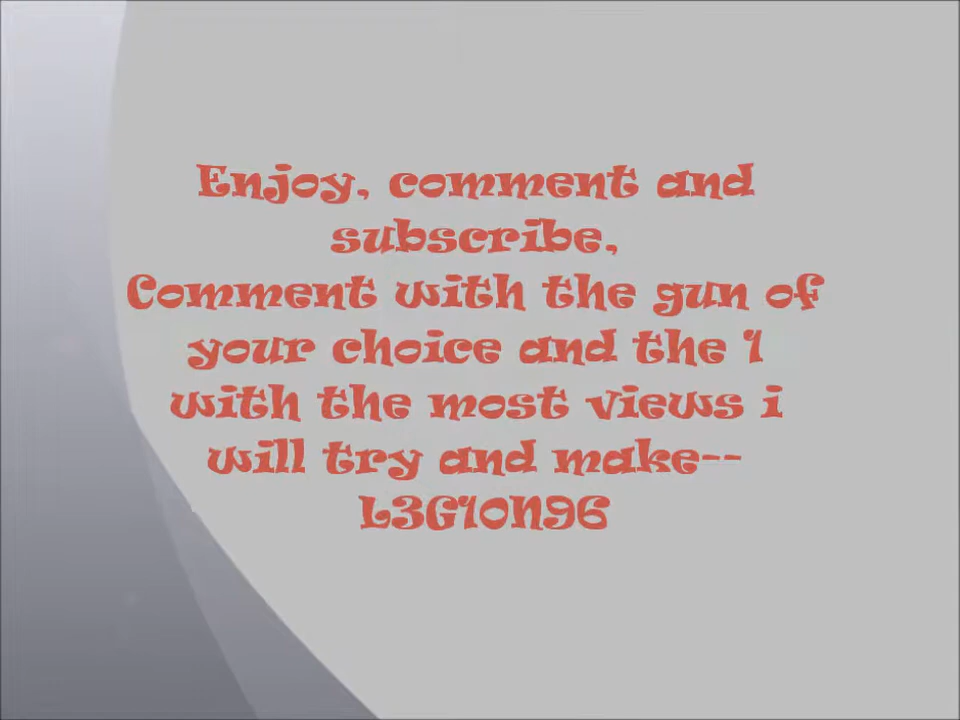 Enjoy, comment and
subscribe,
Comment with the gun of
your choice and the 1
with the most views i
will try and make--
L3G10N96